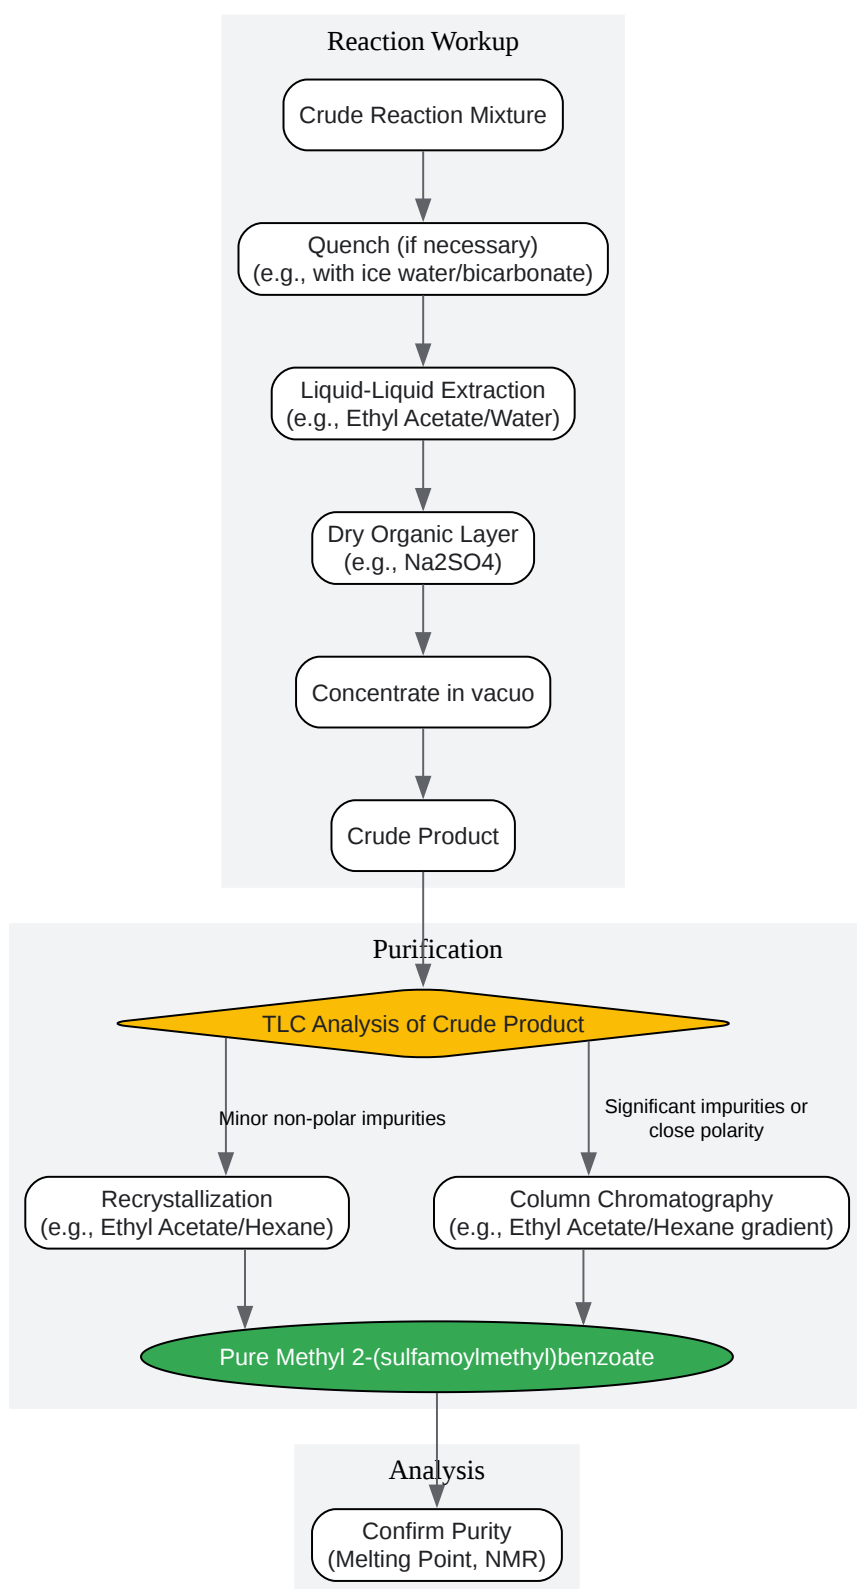 Reaction Workup
Crude Reaction Mixture
Quench (if necessary)
(e.g., with ice water/bicarbonate)
Liquid-Liquid Extraction
(e.g., Ethyl Acetate/Water)
Dry Organic Layer
(e.g., Na2SO4)
Concentrate in vacuo
Crude Product
Purification
TLC Analysis of Crude Product
Minor non-polar impurities
Significant impurities or
close polarity
Recrystallization
(e.g., Ethyl Acetate/Hexane)
Column Chromatography
(e.g., Ethyl Acetate/Hexane gradient)
Pure Methyl 2-(sulfamoylmethyl)benzoate
Analysis
Confirm Purity
(Melting Point, NMR)